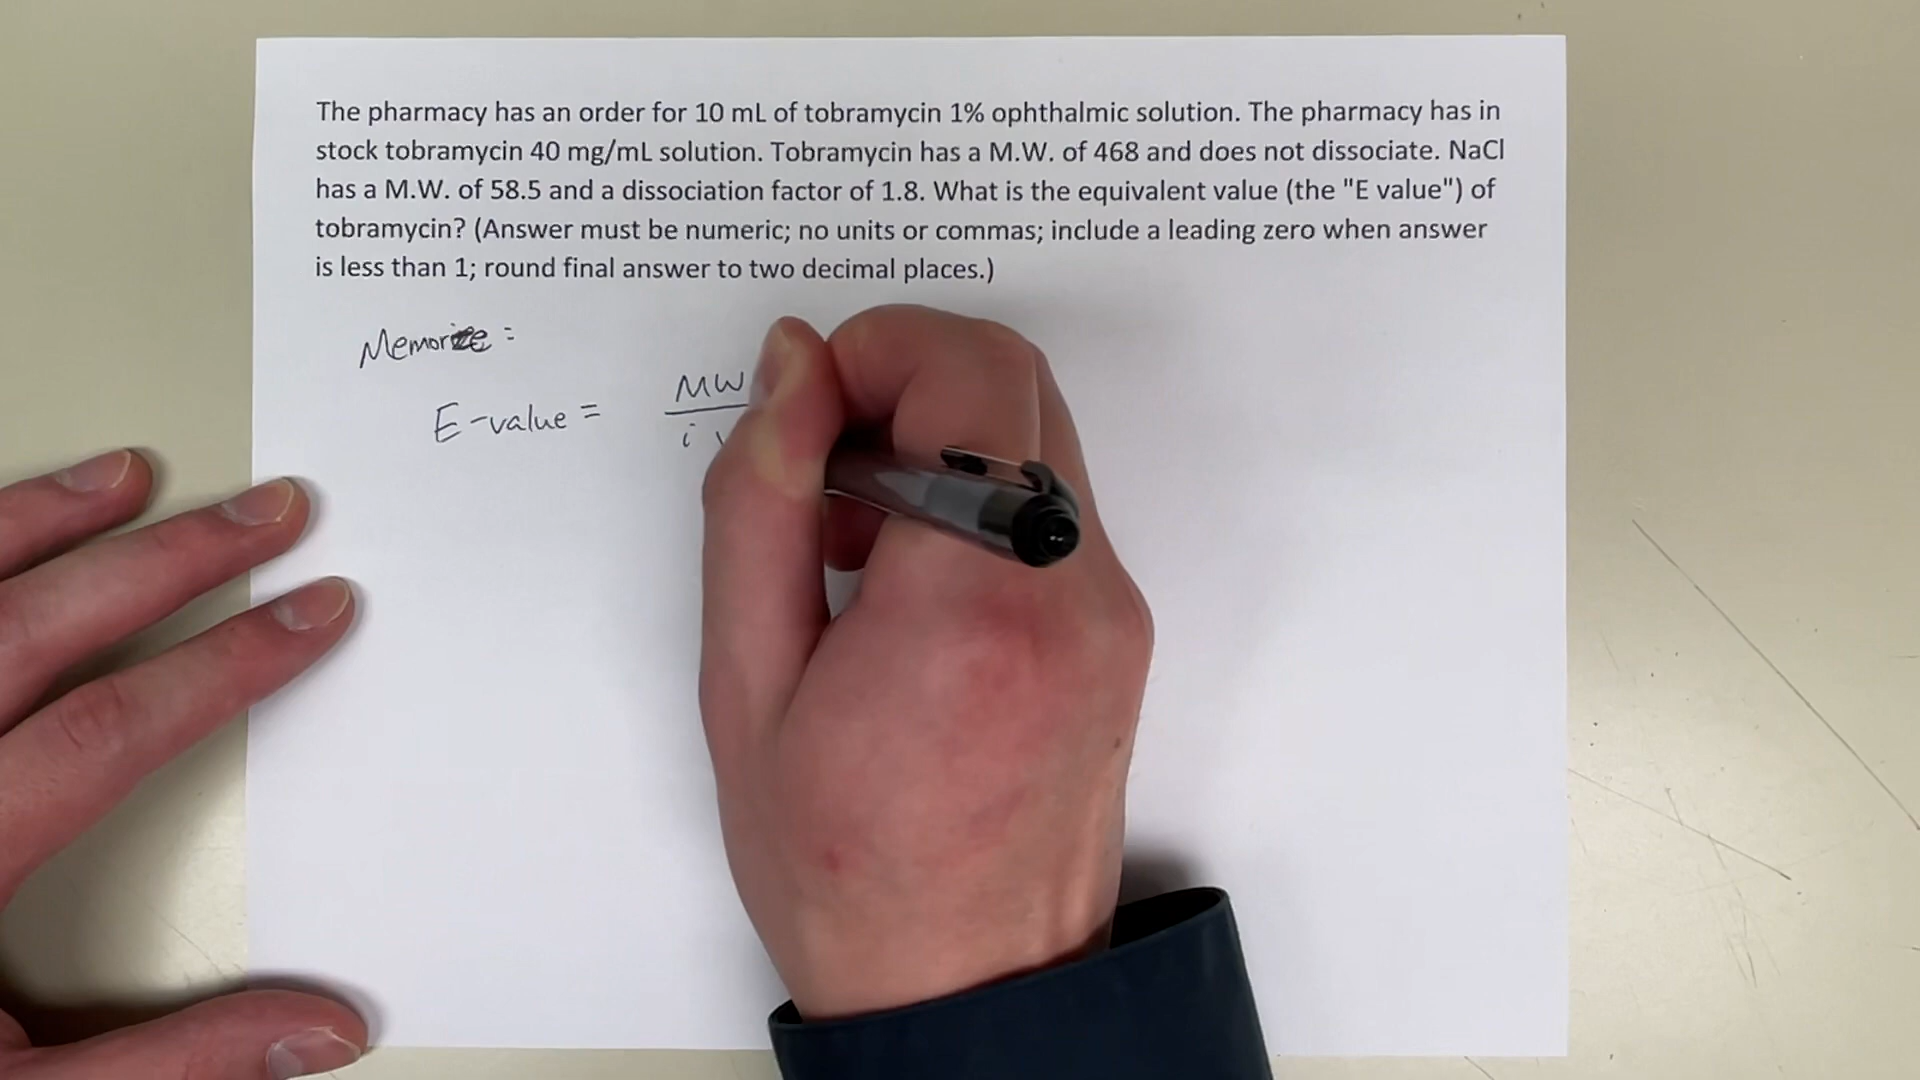 The pharmacy has an order for 10 mL of tobramycin 1% ophthalmic solution. The pharmacy has in
stock tobramycin 40 mg/mL solution. Tobramycin has a M.W. of 468 and does not dissociate. NaCl
has a M.W. of 58.5 and a dissociation factor of 1.8. What is the equivalent value (the "E value") of
tobramycin? (Answer must be numeric; no units or commas; include a leading zero when answer
is less than 1; round final answer to two decimal places.)
Memorize:
E-value =
MW
i